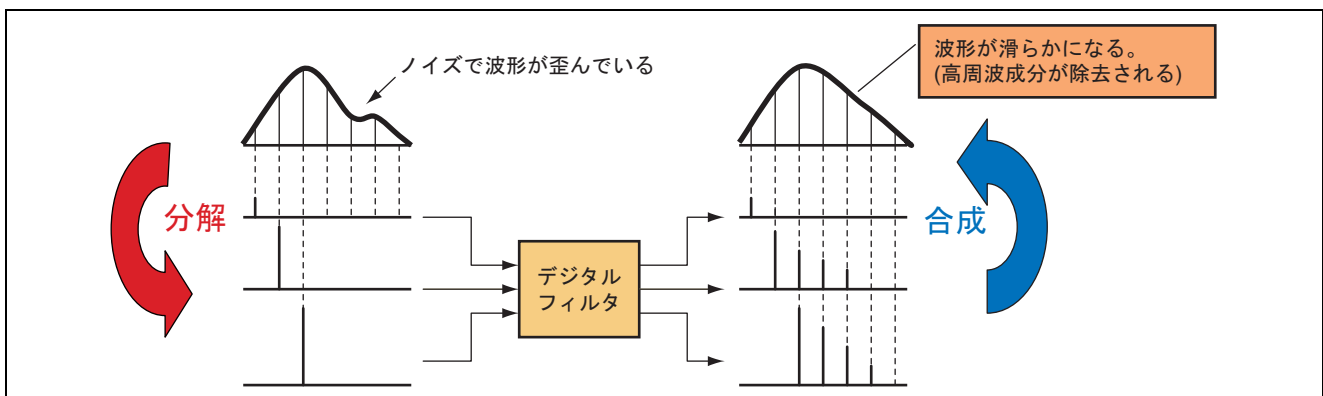 ノイズで波形が歪んでいる
波形が滑らかになる。
(高周波成分が除去される)
分解
合成
デジタル
フィルタ